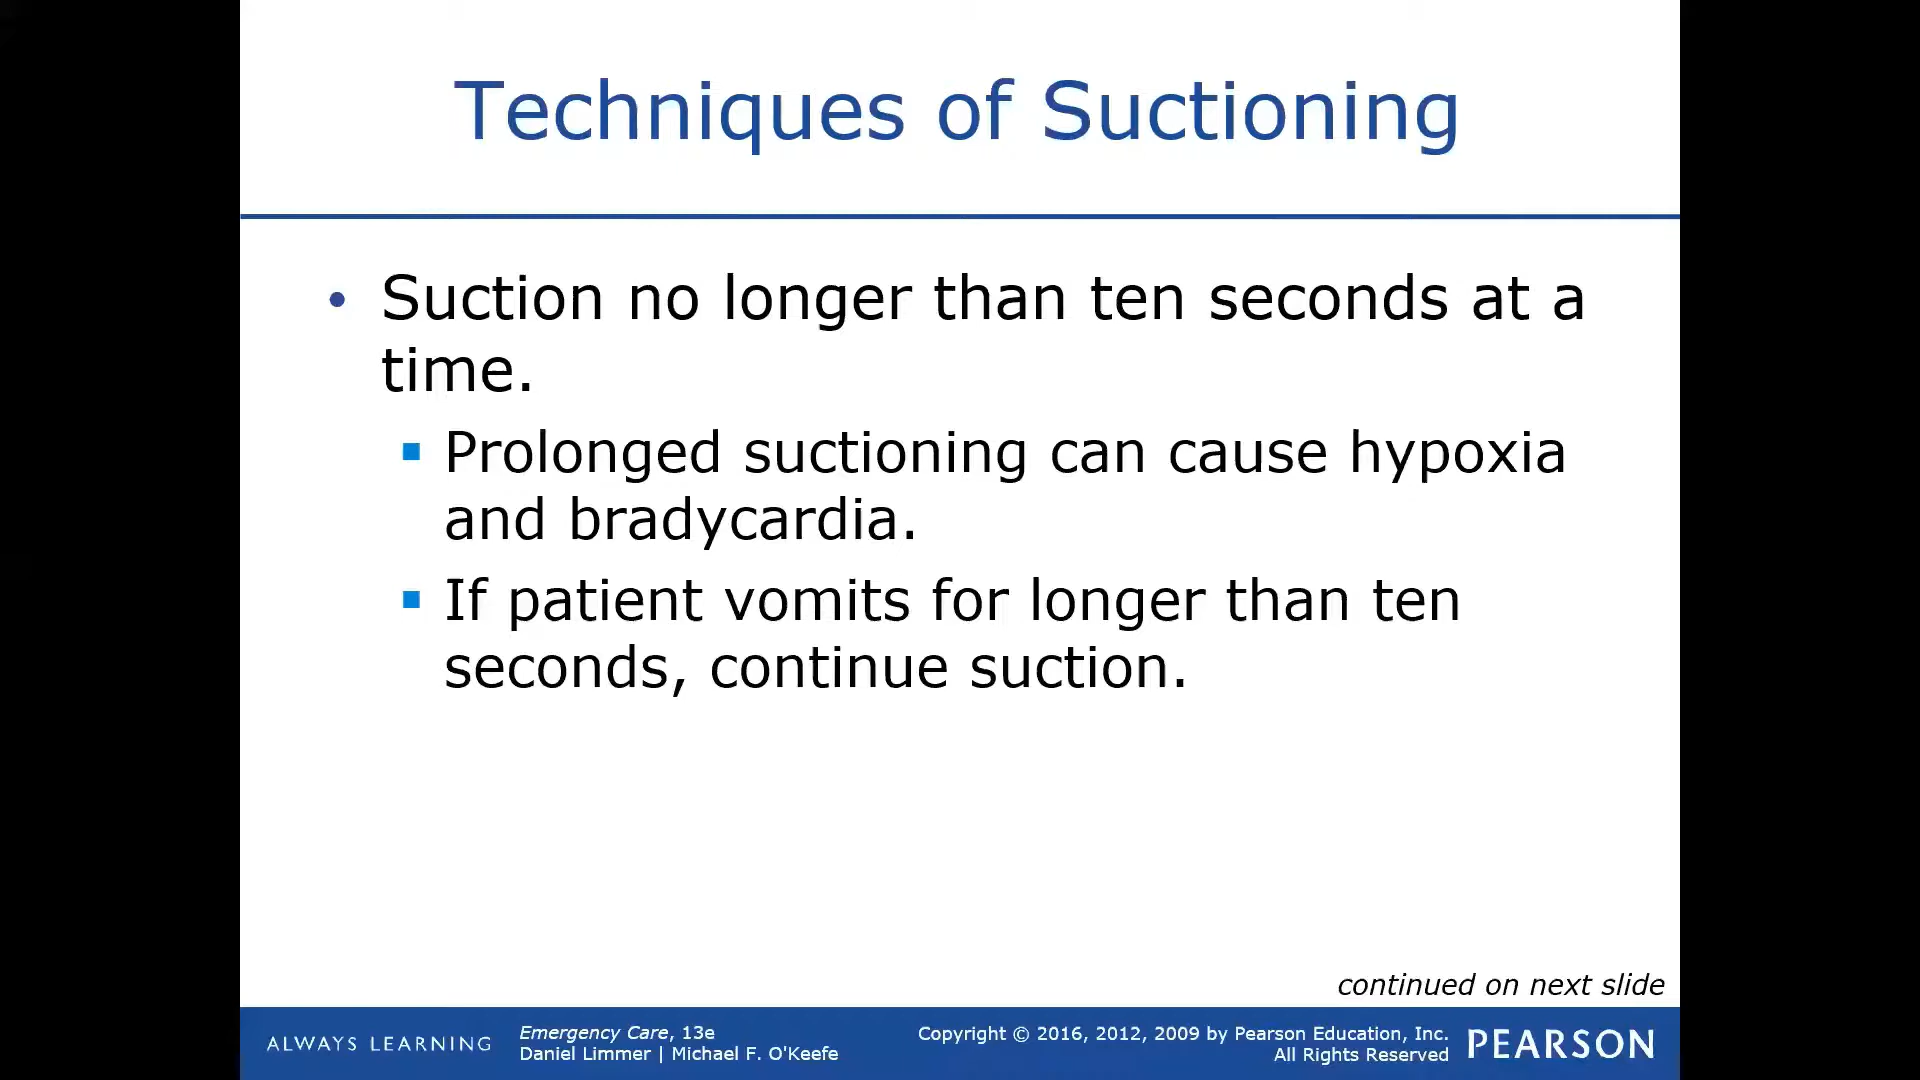 Techniques of Suctioning
• Suction no longer than ten seconds at a
time.
▪ Prolonged suctioning can cause hypoxia
and bradycardia.
▪ If patient vomits for longer than ten
seconds, continue suction.
continued on next slide
ALWAYS LEARNING
Emergency Care, 13e
Daniel Limmer | Michael F. O'Keefe
Copyright © 2016, 2012, 2009 by Pearson Education, Inc.
All Rights Reserved
PEARSON